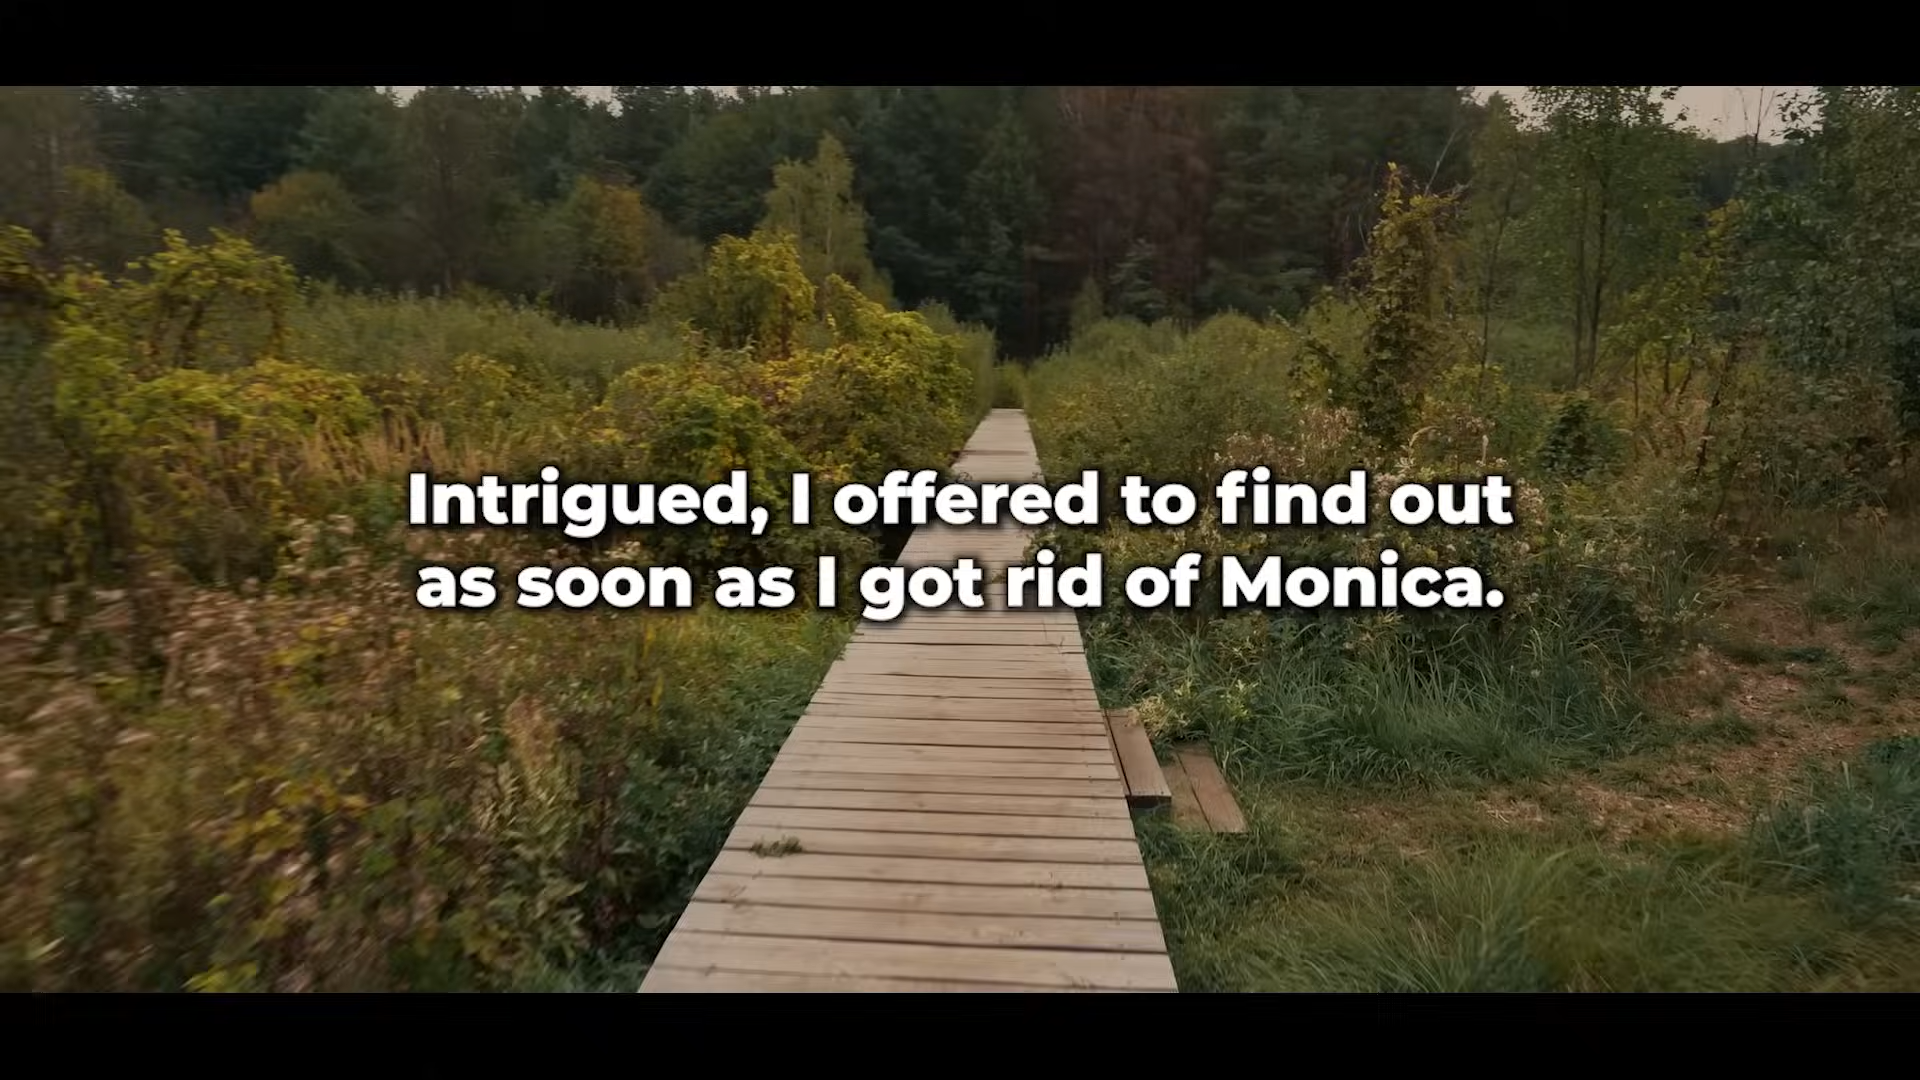 Intrigued, I offered to find out
as soon as I got rid of Monica.